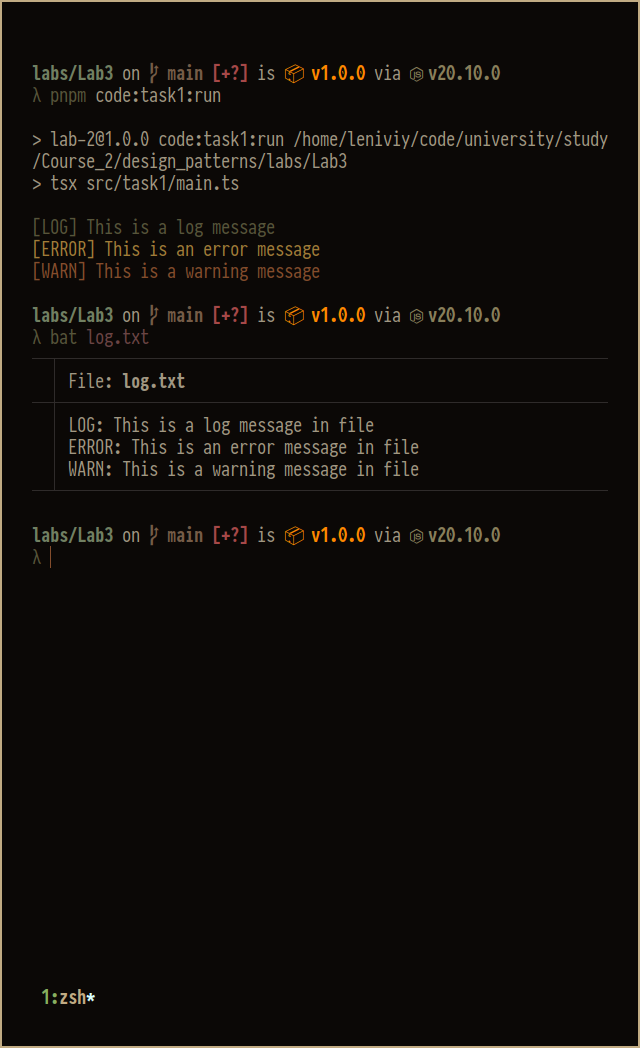 labs/Lab3 on main [+?] is 📦 v1.0.0 via v20.10.0
λ pnpm code:task1:run
> lab-2@1.0.0 code:task1:run /home/leniviy/code/university/study
/Course_2/design_patterns/labs/Lab3
> tsx src/task1/main.ts
[LOG] This is a log message
[ERROR] This is an error message
[WARN] This is a warning message
labs/Lab3 on main [+?] is 📦 v1.0.0 via v20.10.0
λ bat log.txt
File: log.txt
LOG: This is a log message in file
ERROR: This is an error message in file
WARN: This is a warning message in file
labs/Lab3 on main [+?] is 📦 v1.0.0 via v20.10.0
λ
1:zsh*